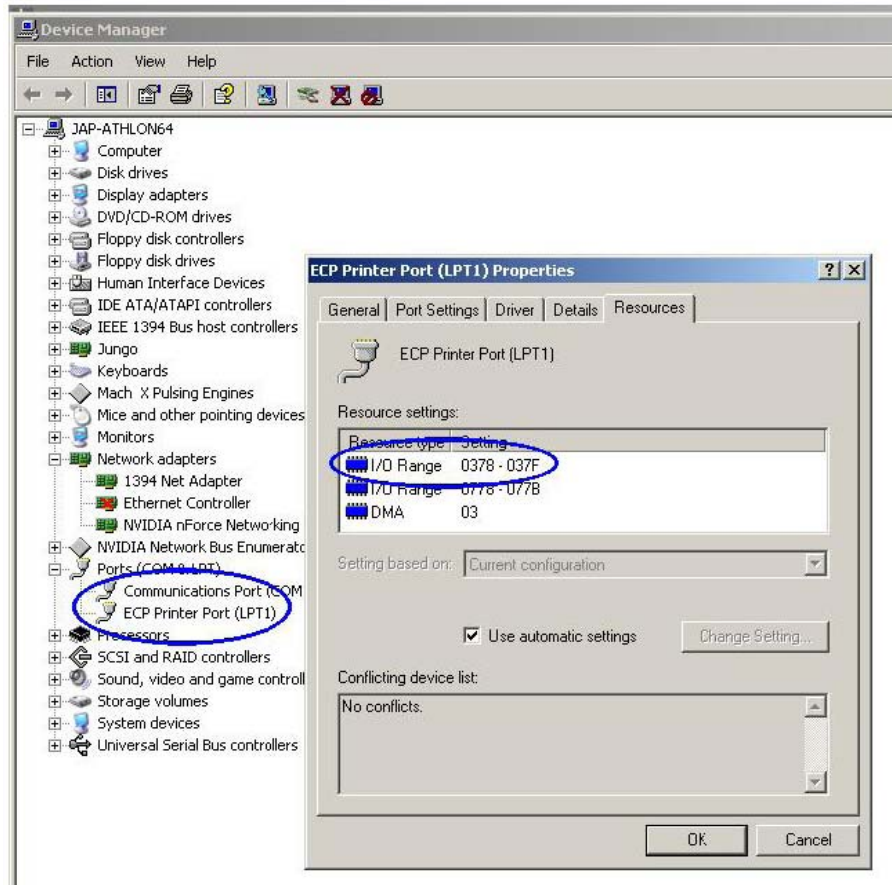 Device Manager
File Action View Help
JAP-ATHLON64
Computer
Disk drives
Display adapters
DVD/CD-ROM drives
Floppy disk controllers
Floppy disk drives
Human Interface Devices
IDE ATA/ATAPI controllers
IEEE 1394 Bus host controllers
Jungo
Keyboards
Mach X Pulsing Engines
Mice and other pointing devices
Monitors
Network adapters
1394 Net Adapter
Ethernet Controller
NVIDIA nForce Networking
NVIDIA Network Bus Enumerato
Ports (COM & LPT)
Communications Port (COM
ECP Printer Port (LPT1)
Processors
SCSI and RAID controllers
Sound, video and game controll
Storage volumes
System devices
Universal Serial Bus controllers
ECP Printer Port (LPT1) Properties
General Port Settings Driver Details Resources
ECP Printer Port (LPT1)
Resource settings:
Resource type Setting
I/O Range 0378 - 037F
I/O Range 0778 - 077B
DMA 03
Setting based on: Current configuration
Use automatic settings Change Setting...
Conflicting device list:
No conflicts.
OK Cancel